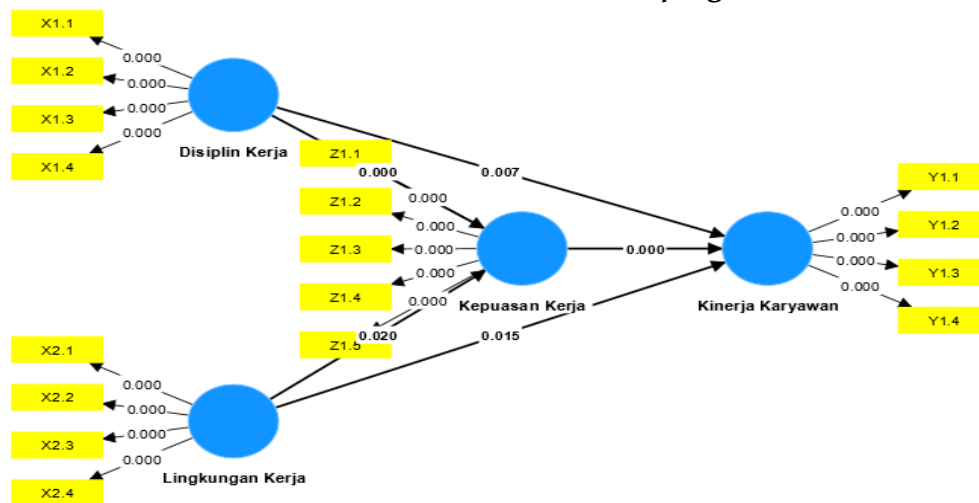 X1.1
0.000
X1.2
0.000
X1.3
0.000
X1.4
0.000
Disiplin Kerja
Z1.1
0.000
0.007
Z1.2
0.000
0.000
Z1.3
0.000
Z1.4
0.000
0.000
Z1.5
0.020
Kepuasan Kerja
0.000
0.015
Kinerja Karyawan
Y1.1
0.000
Y1.2
0.000
Y1.3
0.000
Y1.4
0.000
X2.1
0.000
X2.2
0.000
X2.3
0.000
X2.4
0.000
Lingkungan Kerja